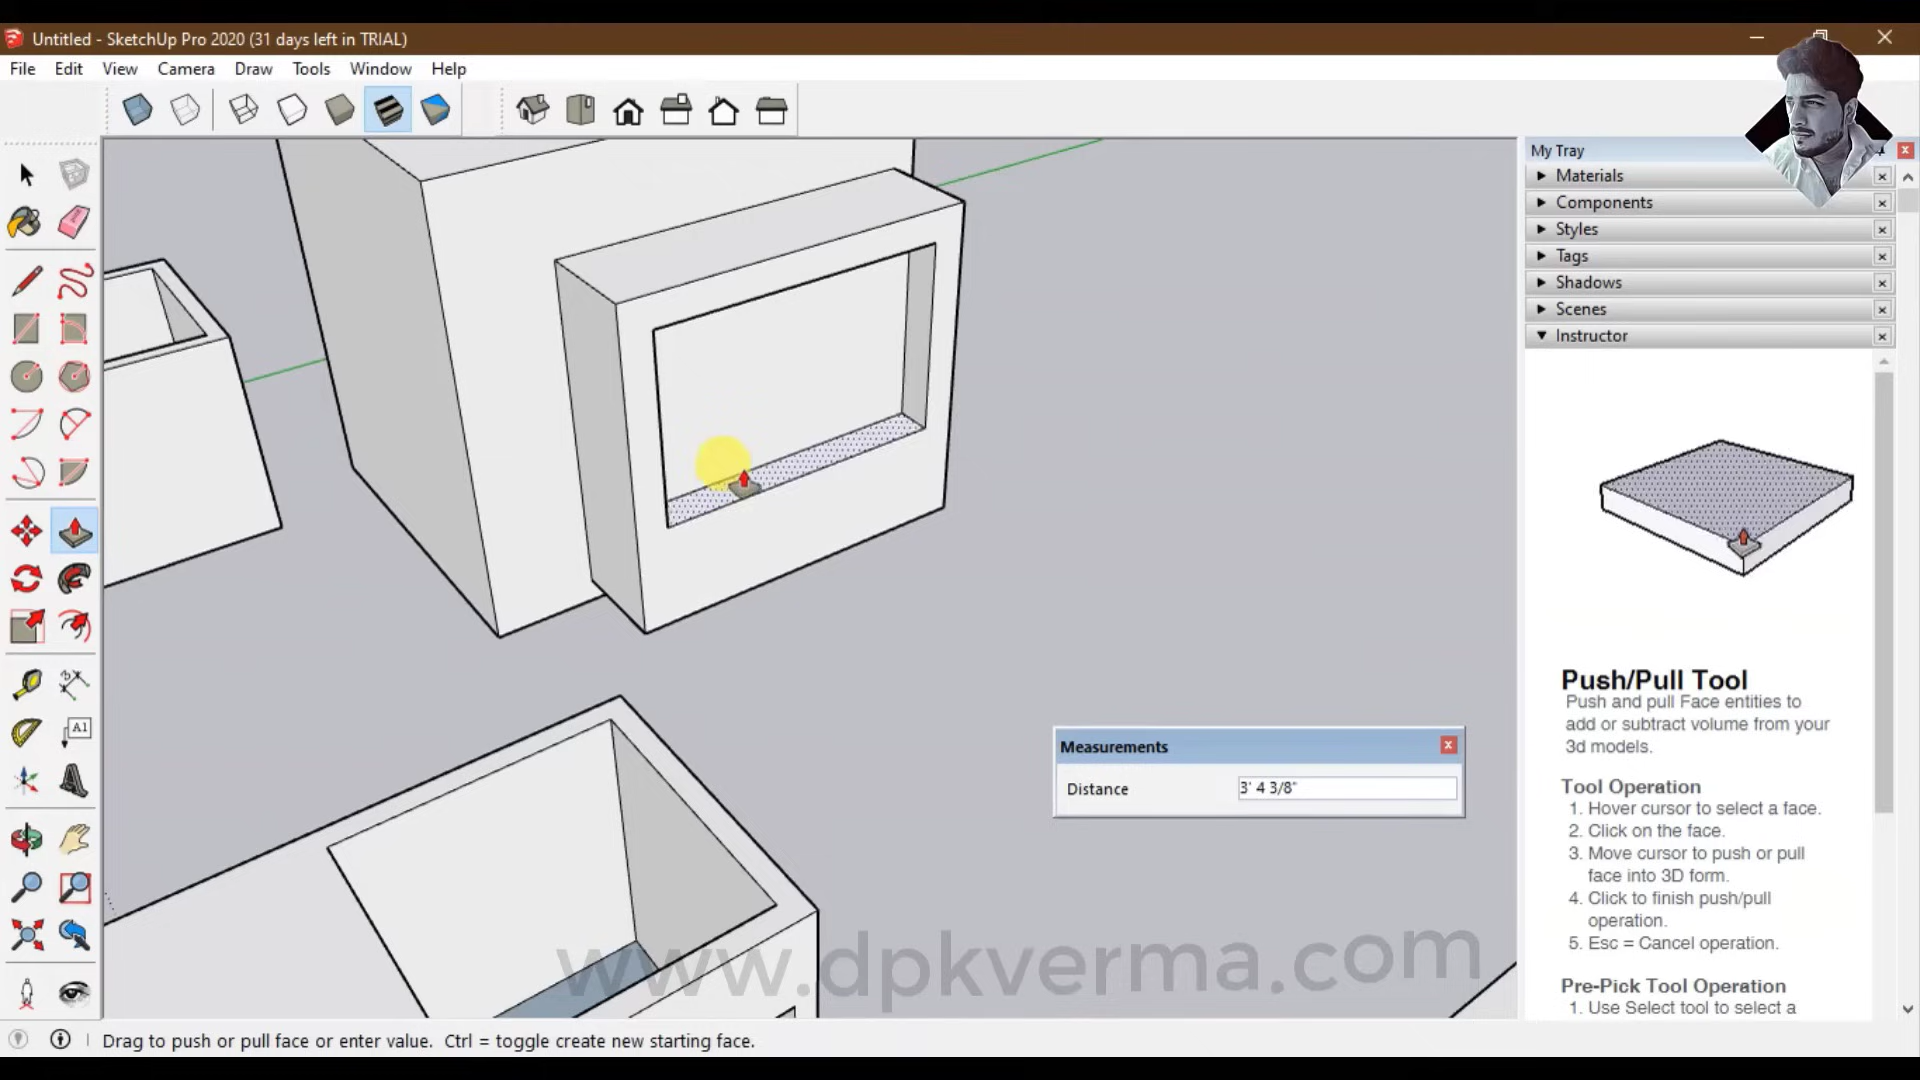 Untitled - SketchUp Pro 2020 (31 days left in TRIAL)
File Edit View Camera Draw Tools Window Help
My Tray
Materials
Components
Styles
Tags
Shadows
Scenes
Instructor
A1
Push/Pull Tool
Push and pull Face entities to
add or subtract volume from your
3d models.
Measurements
Distance 3' 4 3/8"
Tool Operation
1. Hover cursor to select a face.
2. Click on the face.
3. Move cursor to push or pull
face into 3D form.
4. Click to finish push/pull
operation.
5. Esc = Cancel operation.
Pre-Pick Tool Operation
1. Use Select tool to select a
www.dpkverma.com
Drag to push or pull face or enter value. Ctrl = toggle create new starting face.